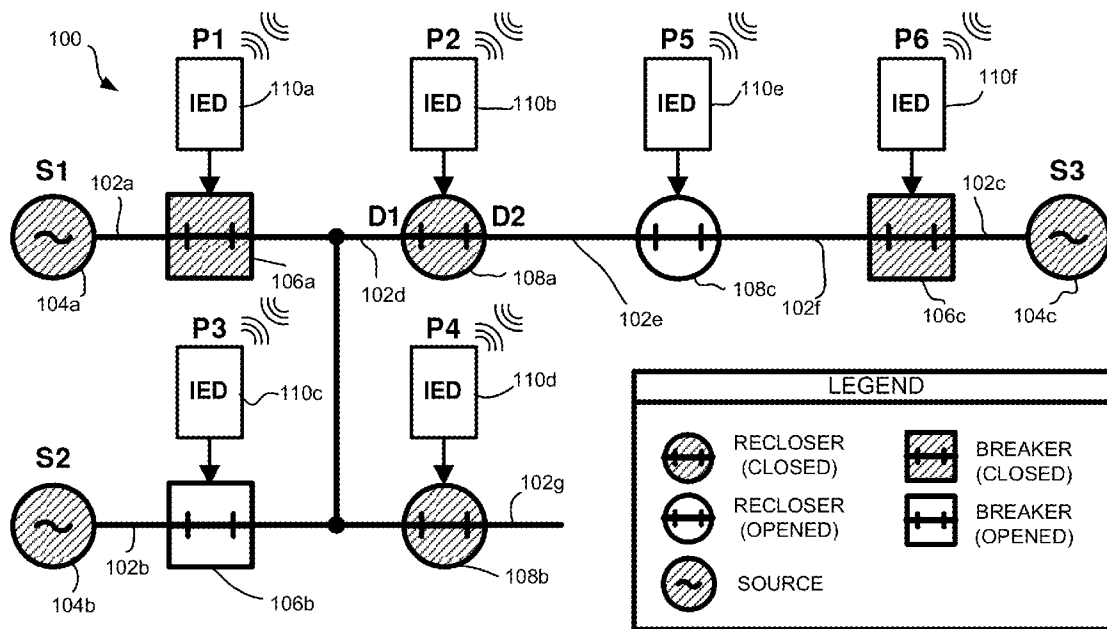 100
P1
P2
P5
P6
IED
110a
IED
110b
IED
110e
IED
110f
S1
102a
D1
D2
102c
S3
104a
106a
102d
108a
102e
108c
102f
106c
104c
P3
P4
IED
110c
IED
110d
S2
102g
102b
104b
106b
108b
LEGEND
RECLOSER
(CLOSED)
BREAKER
(CLOSED)
RECLOSER
(OPENED)
BREAKER
(OPENED)
SOURCE